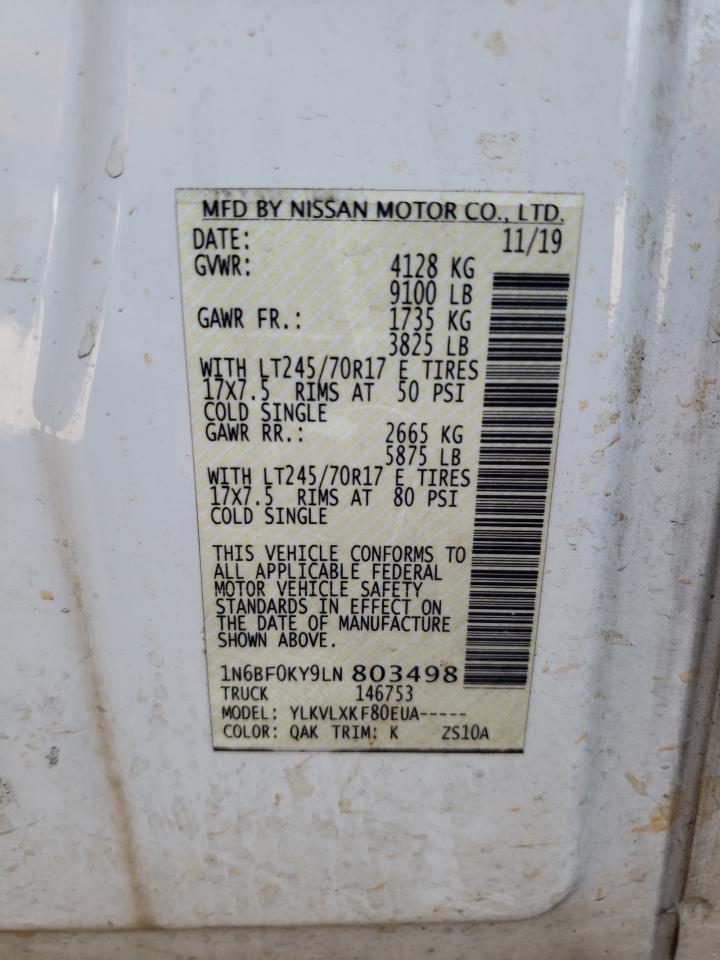 MFD BY NISSAN MOTOR CO., LTD.
DATE: 11/19
GVWR: 4128 KG
9100 LB
GAWR FR.: 1735 KG
3825 LB
WITH LT245/70R17 E TIRES
17X7.5 RIMS AT 50 PSI
COLD SINGLE
GAWR RR.: 2665 KG
5875 LB
WITH LT245/70R17 E TIRES
17X7.5 RIMS AT 80 PSI
COLD SINGLE
THIS VEHICLE CONFORMS TO
ALL APPLICABLE FEDERAL
MOTOR VEHICLE SAFETY
STANDARDS IN EFFECT ON
THE DATE OF MANUFACTURE
SHOWN ABOVE.
1N6BF0KY9LN 803498
TRUCK 146753
MODEL: YLKVLXKF80EUA-----
COLOR: QAK TRIM: K ZS10A